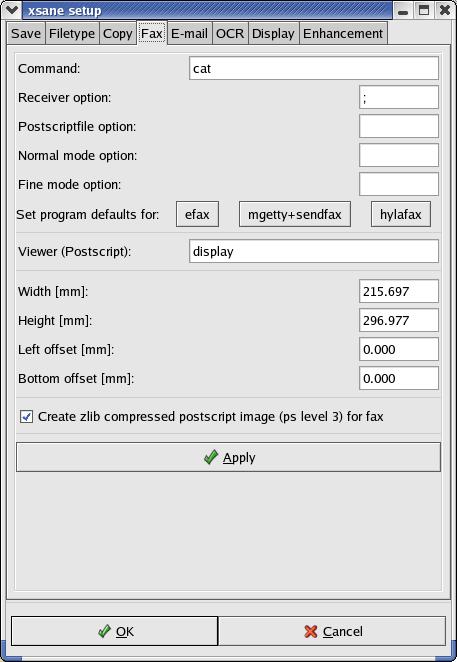 xsane setup
Save Filetype Copy Fax E-mail OCR Display Enhancement
Command: cat
Receiver option: ;
Postscriptfile option:
Normal mode option:
Fine mode option:
Set program defaults for: efax mgetty+sendfax hylafax
Viewer (Postscript): display
Width [mm]: 215.697
Height [mm]: 296.977
Left offset [mm]: 0.000
Bottom offset [mm]: 0.000
Create zlib compressed postscript image (ps level 3) for fax
Apply
OK Cancel